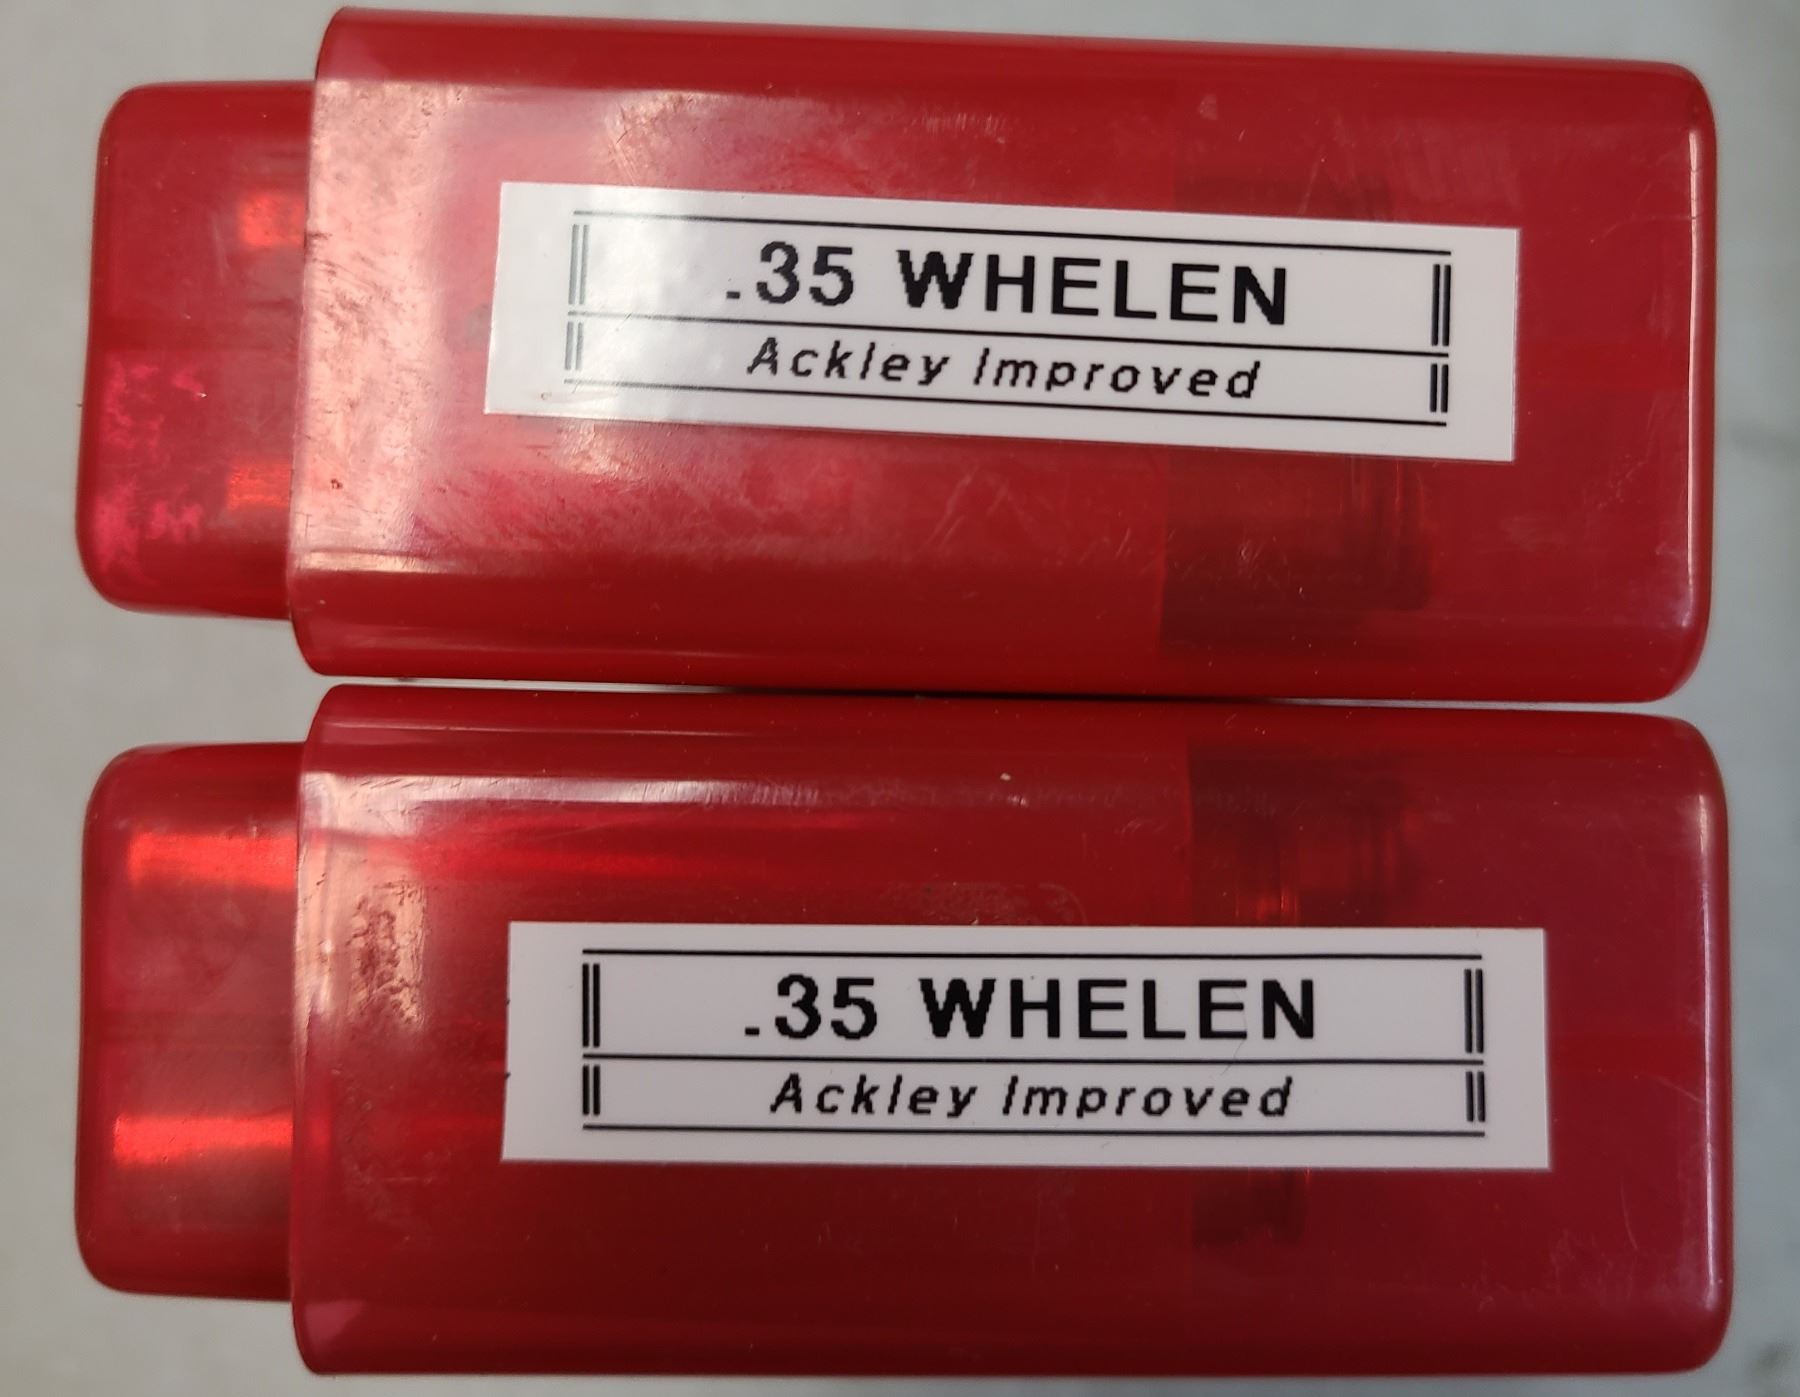 .35 WHELEN
Ackley Improved
.35 WHELEN
Ackley Improved